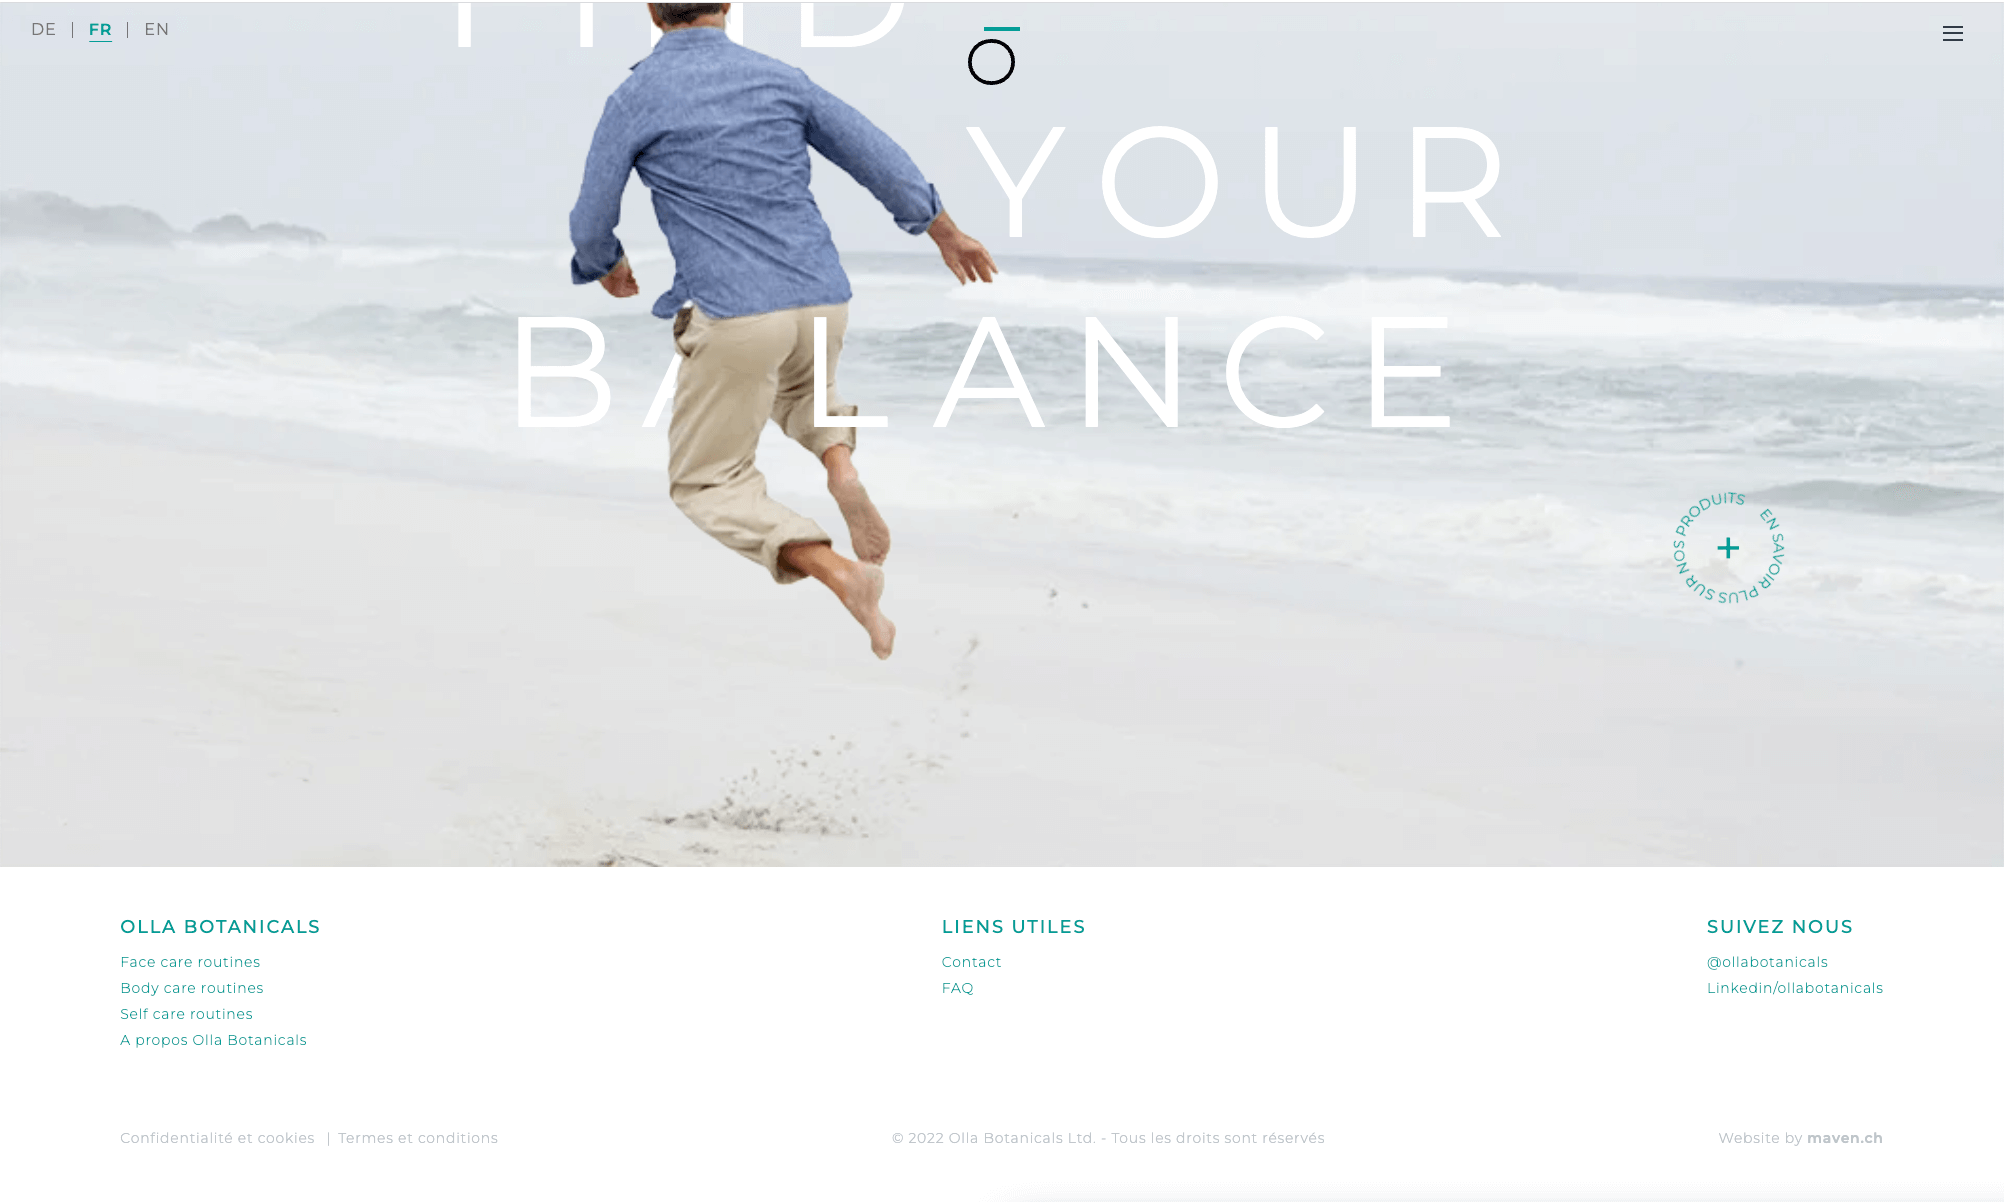 DE | FR | EN
FIND
YOUR
BALANCE
EN SAVOIR PLUS SUR NOS PRODUITS
+
OLLA BOTANICALS
Face care routines
Body care routines
Self care routines
A propos Olla Botanicals
LIENS UTILES
Contact
FAQ
SUIVEZ NOUS
@ollabotanicals
Linkedin/ollabotanicals
Confidentialité et cookies | Termes et conditions
© 2022 Olla Botanicals Ltd. - Tous les droits sont réservés
Website by maven.ch